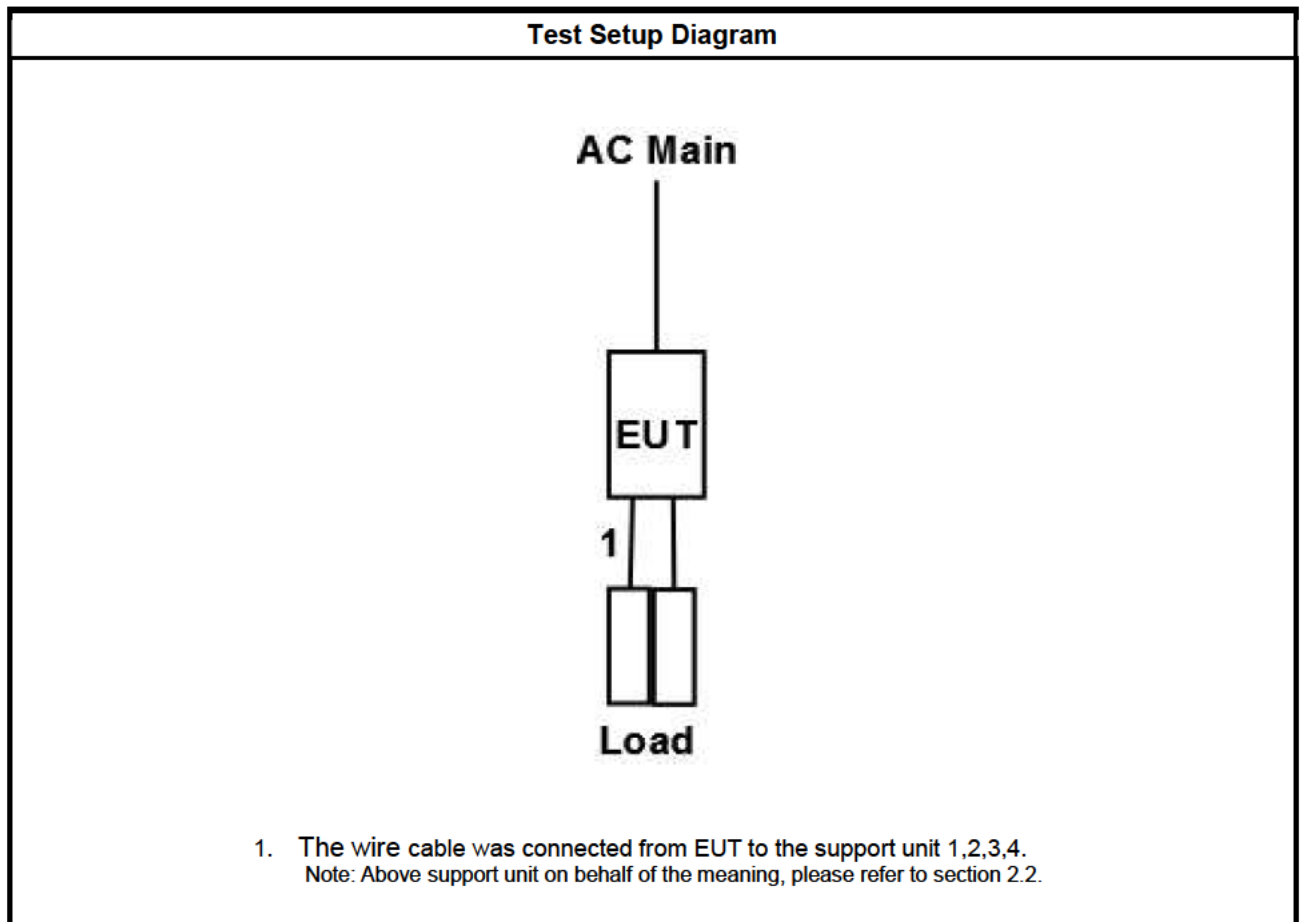 Test Setup Diagram
AC Main
EUT
1
Load
1. The wire cable was connected from EUT to the support unit 1,2,3,4.
Note: Above support unit on behalf of the meaning, please refer to section 2.2.